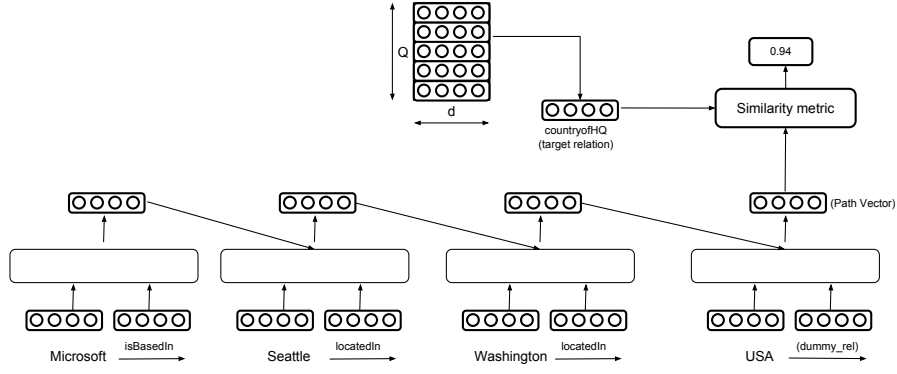 Q
d
0.94
Similarity metric
countryofHQ
(target relation)
(Path Vector)
Microsoft
isBasedIn
Seattle
locatedIn
Washington
locatedIn
USA
(dummy_rel)